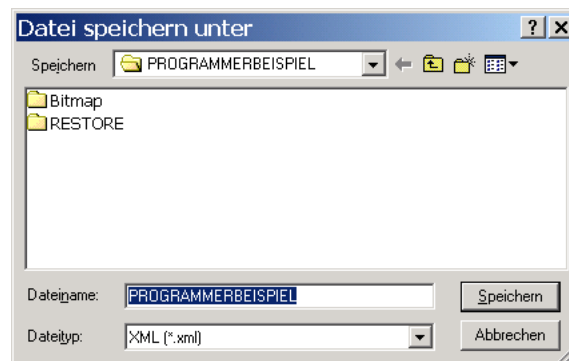 Datei speichern unter
Speichern PROGRAMMERBEISPIEL
Bitmap
RESTORE
Dateiname: PROGRAMMERBEISPIEL Speichern
Dateityp: XML (*.xml) Abbrechen